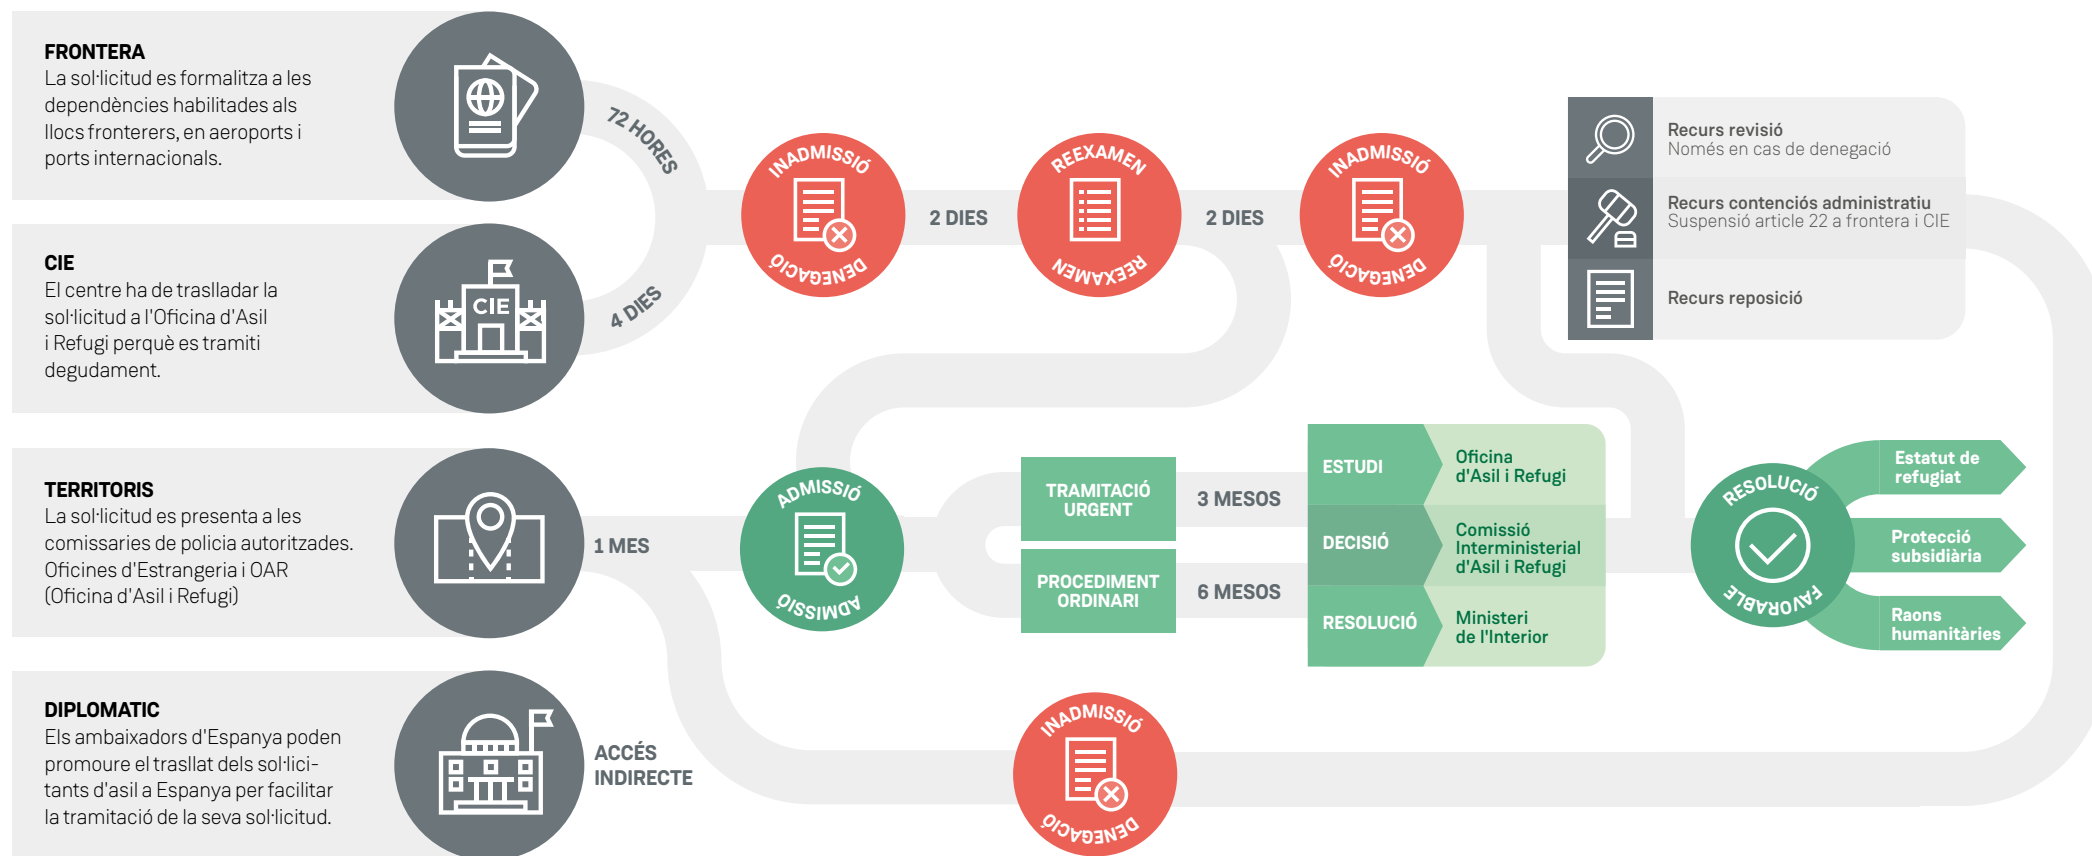 FRONTERA
La sol·licitud es formalitza a les
dependències habilitades als
llocs fronterers, en aeroports i
ports internacionals.
72 HORES
CIE
El centre ha de traslladar la
sol·licitud a l'Oficina d'Asil
i Refugi perquè es tramiti
degudament.
CIE
4 DIES
INADMISSIÓ
DENEGACIÓ
2 DIES
REEXAMEN
REEXAMEN
2 DIES
INADMISSIÓ
DENEGACIÓ
Recurs revisió
Només en cas de denegació
Recurs contenciós administratiu
Suspensió article 22 a frontera i CIE
Recurs reposició
TERRITORIS
La sol·licitud es presenta a les
comissaries de policia autoritzades.
Oficines d'Estrangeria i OAR
(Oficina d'Asil i Refugi)
1 MES
ADMISSIÓ
ADMISSIÓ
TRAMITACIÓ
URGENT
3 MESOS
PROCEDIMENT
ORDINARI
6 MESOS
ESTUDI
Oficina
d'Asil i Refugi
DECISIÓ
Comissió
Interministerial
d'Asil i Refugi
RESOLUCIÓ
Ministeri
de l'Interior
RESOLUCIÓ
FAVORABLE
Estatut de
refugiat
Protecció
subsidiària
Raons
humanitàries
DIPLOMATIC
Els ambaixadors d'Espanya poden
promoure el trasllat dels sol·lici-
tants d'asil a Espanya per facilitar
la tramitació de la seva sol·licitud.
ACCÉS
INDIRECTE
INADMISSIÓ
DENEGACIÓ